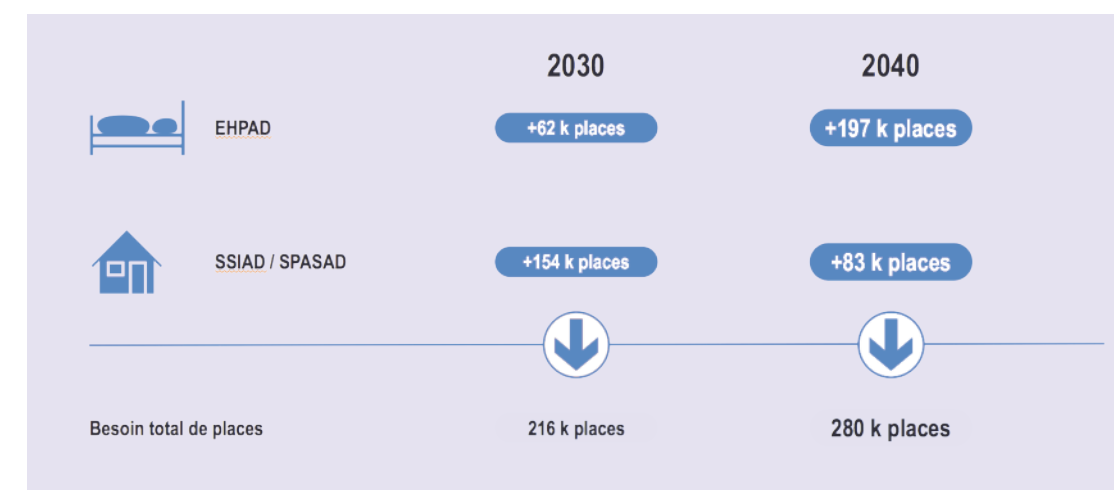 2030 2040
EHPAD +62 k places +197 k places
SSIAD / SPASAD +154 k places +83 k places
Besoin total de places 216 k places 280 k places